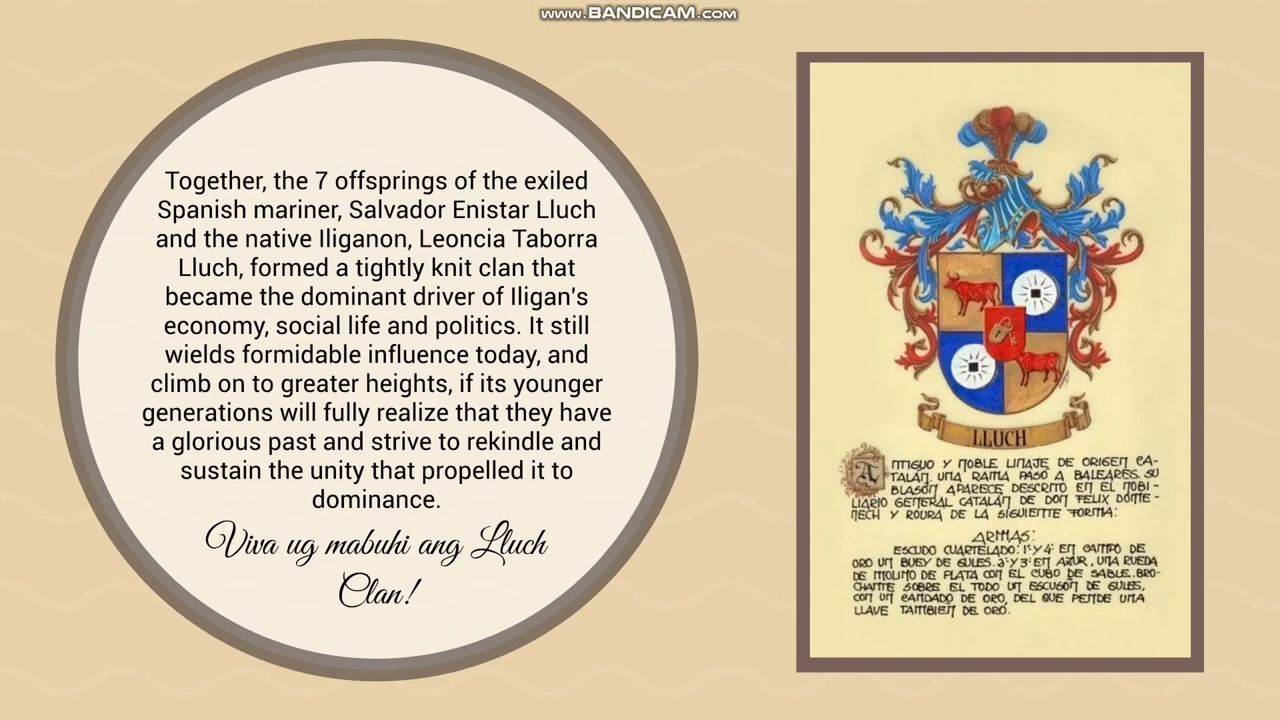 www.BANDICAM.com
Together, the 7 offsprings of the exiled
Spanish mariner, Salvador Enistar Lluch
and the native Iliganon, Leoncia Taborra
Lluch, formed a tightly knit clan that
became the dominant driver of Iligan's
economy, social life and politics. It still
wields formidable influence today, and
climb on to greater heights, if its younger
generations will fully realize that they have
a glorious past and strive to rekindle and
sustain the unity that propelled it to
dominance.
Viva ug mabuhi ang Lluch
Clan!
LLUCH
ANTIGUO Y NOBLE LINAJE DE ORIGEN CA-
TALAN. UNA RAMA PASÓ A BALEARES. SU
BLASÓN APARECE DESCRITO EN EL NOBI-
LIARIO GENERAL CATALÁN DE DON FELIX DOME-
NECH Y ROURA DE LA SIGUIENTE FORMA:
ARMAS:
ESCUDO CUARTELADO: 1º Y 4º EN CAMPO DE
ORO UN BUEY DE GULES. 2º Y 3º EN AZUR, UNA RUEDA
DE MOLINO DE PLATA CON EL CUBO DE SABLE. BRO-
CHANTE SOBRE EL TODO UN ESCUSÓN DE GULES,
CON UN CANDADO DE ORO, DEL QUE PENDE UNA
LLAVE TAMBIEN DE ORO.